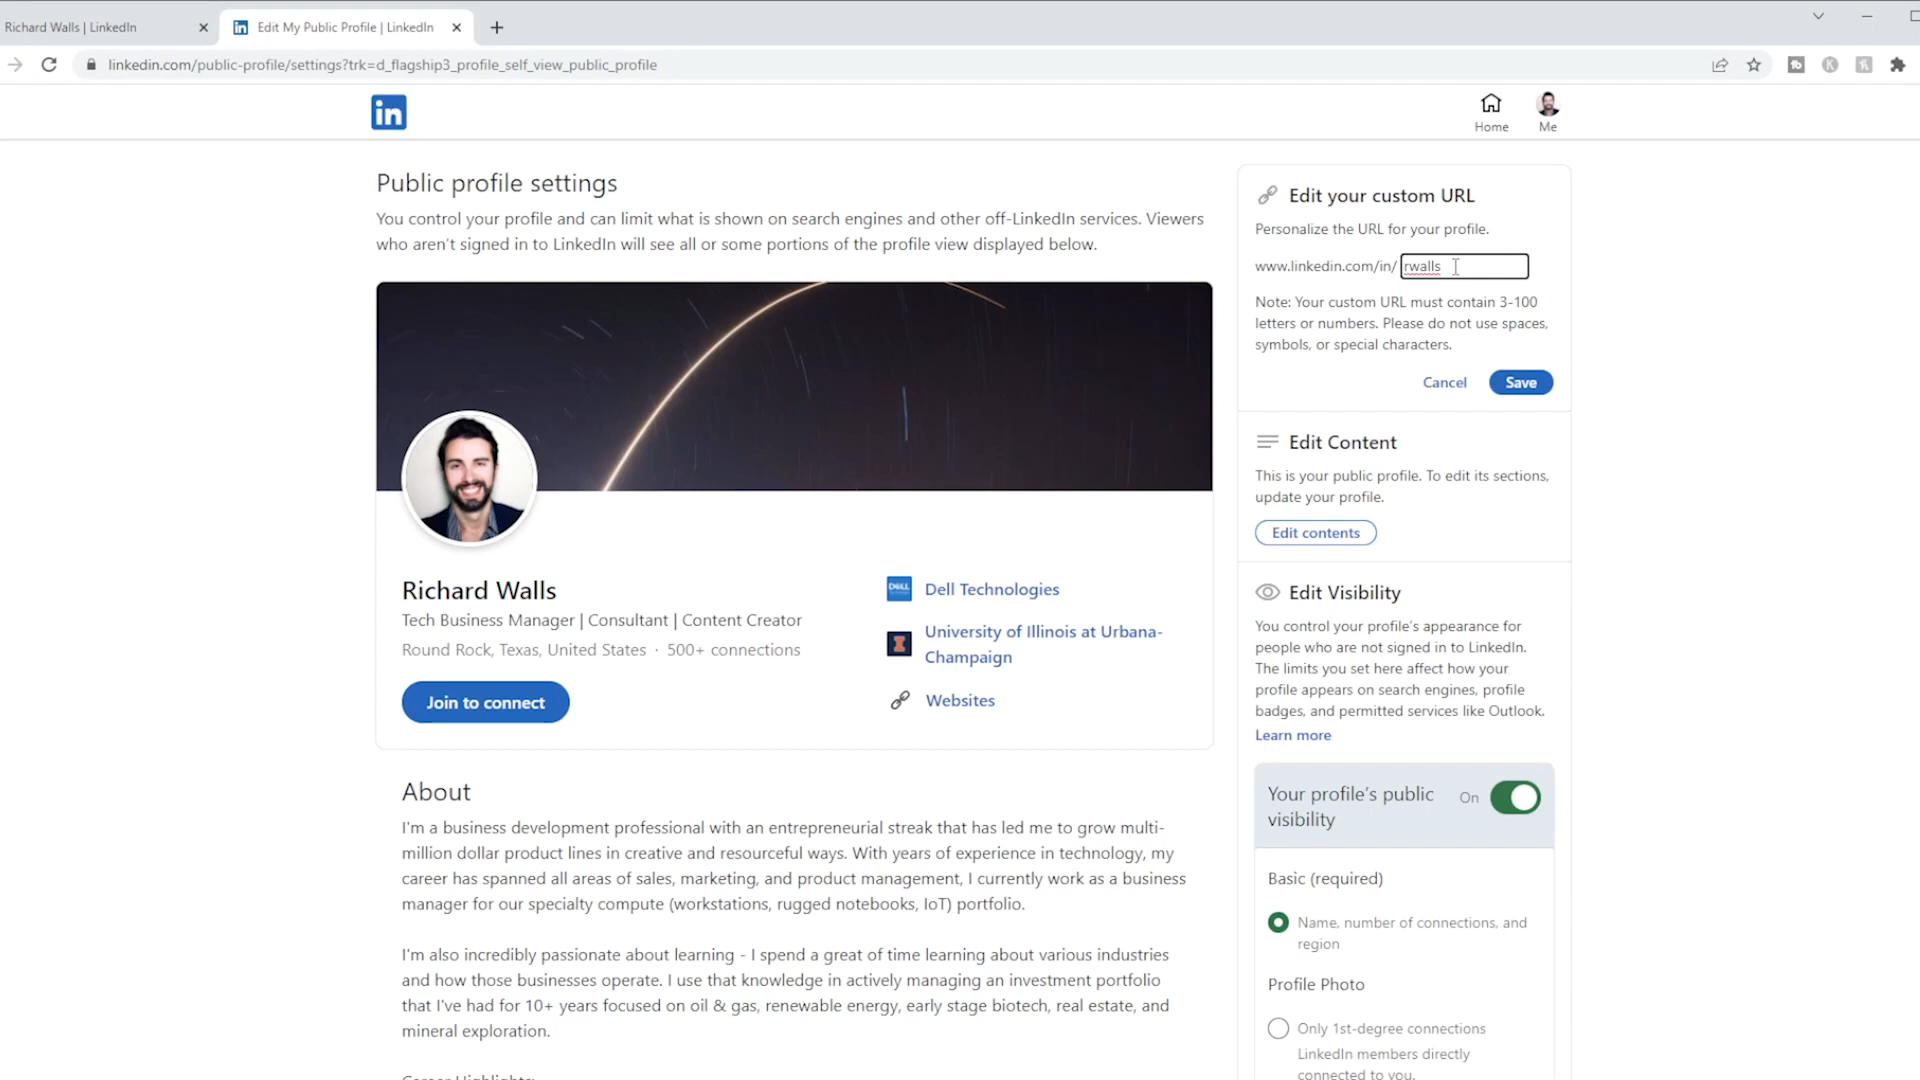 Richard Walls | LinkedIn
Edit My Public Profile | LinkedIn
linkedin.com/public-profile/settings?trk=d_flagship3_profile_self_view_public_profile
in
Home
Me
Public profile settings
You control your profile and can limit what is shown on search engines and other off-LinkedIn services. Viewers
who aren't signed in to LinkedIn will see all or some portions of the profile view displayed below.
Richard Walls
Tech Business Manager | Consultant | Content Creator
Round Rock, Texas, United States · 500+ connections
Join to connect
DELL
Dell Technologies
University of Illinois at Urbana-
Champaign
Websites
About
I'm a business development professional with an entrepreneurial streak that has led me to grow multi-
million dollar product lines in creative and resourceful ways. With years of experience in technology, my
career has spanned all areas of sales, marketing, and product management, I currently work as a business
manager for our specialty compute (workstations, rugged notebooks, IoT) portfolio.
I'm also incredibly passionate about learning - I spend a great of time learning about various industries
and how those businesses operate. I use that knowledge in actively managing an investment portfolio
that I've had for 10+ years focused on oil & gas, renewable energy, early stage biotech, real estate, and
mineral exploration.
Edit your custom URL
Personalize the URL for your profile.
www.linkedin.com/in/ rwalls
Note: Your custom URL must contain 3-100
letters or numbers. Please do not use spaces,
symbols, or special characters.
Cancel
Save
Edit Content
This is your public profile. To edit its sections,
update your profile.
Edit contents
Edit Visibility
You control your profile's appearance for
people who are not signed in to LinkedIn.
The limits you set here affect how your
profile appears on search engines, profile
badges, and permitted services like Outlook.
Learn more
Your profile's public
visibility
On
Basic (required)
Name, number of connections, and
region
Profile Photo
Only 1st-degree connections
LinkedIn members directly
connected to you.